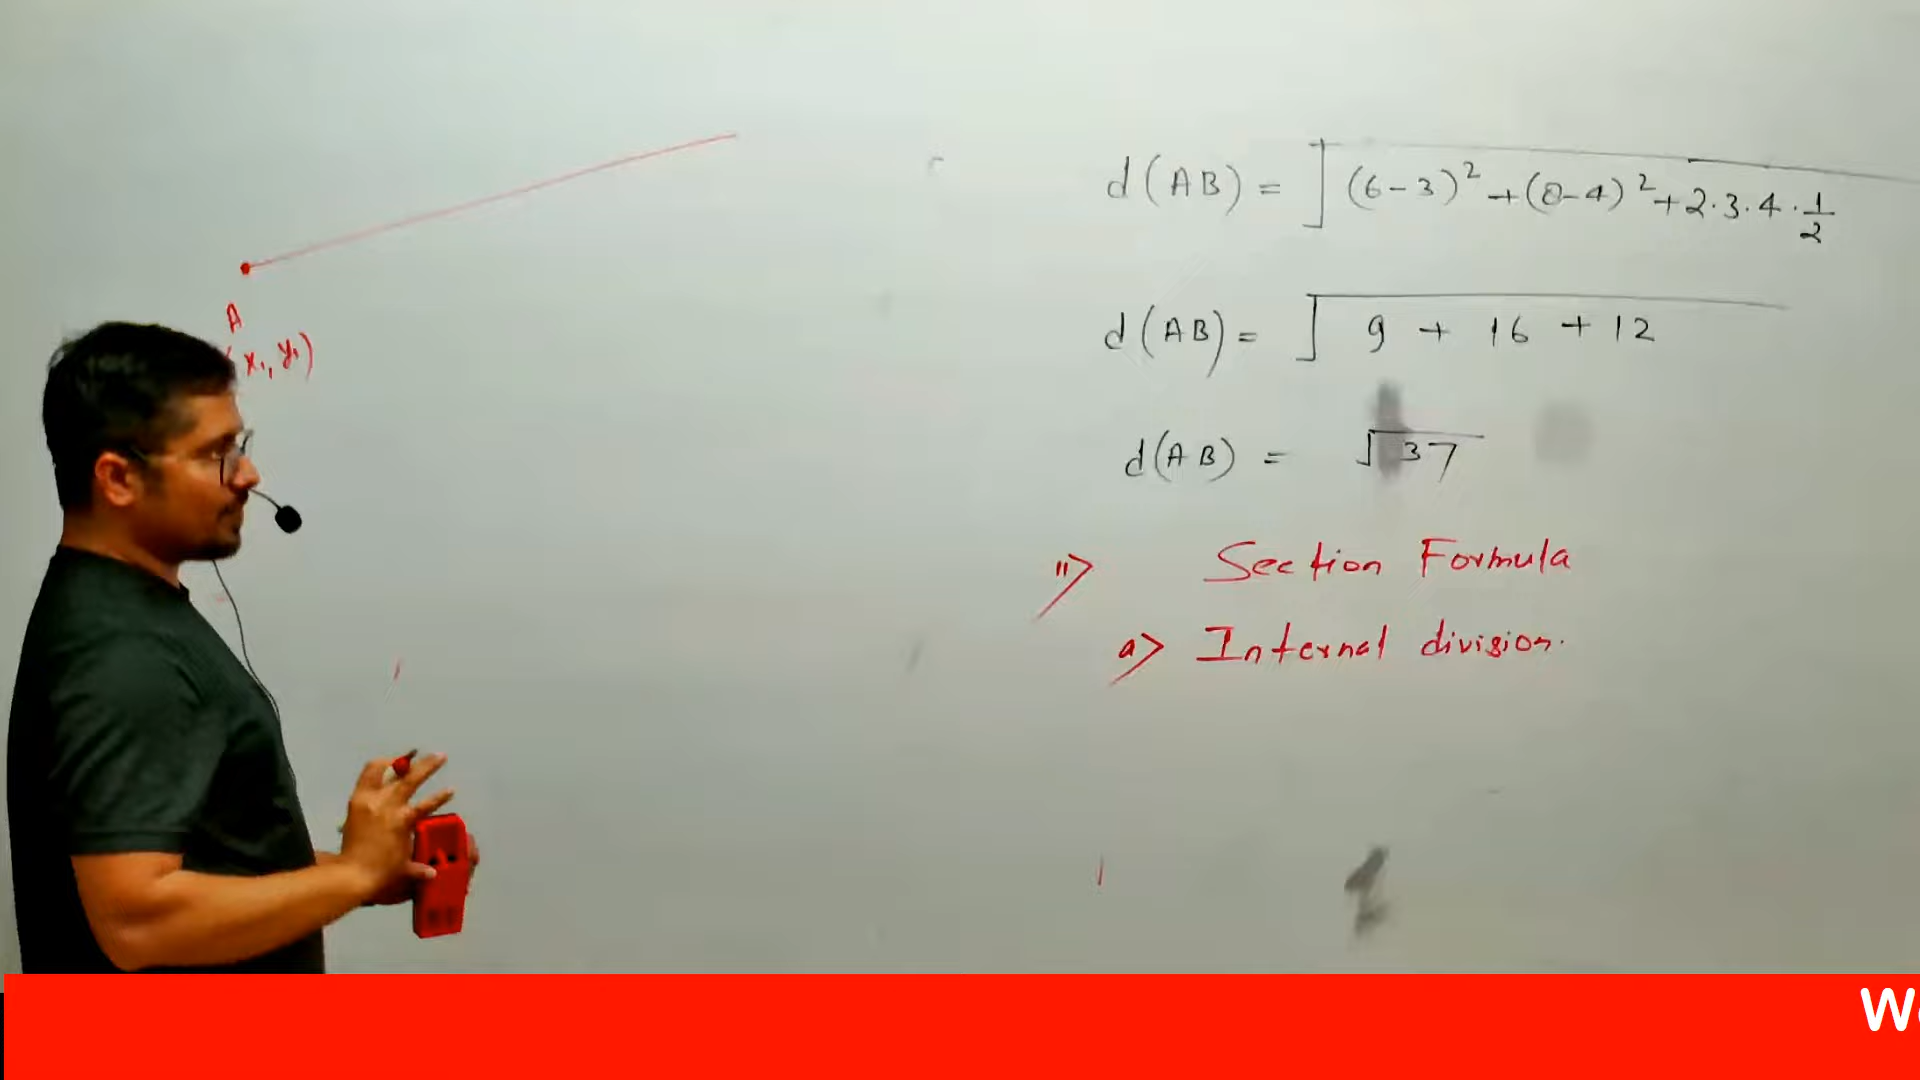 A
(x₁, y₁)
d(AB) = √(6-3)² + (8-4)² + 2·3·4·1/2
d(AB) = √9 + 16 + 12
d(AB) = √37
ii> Section Formula
a> Internal division.